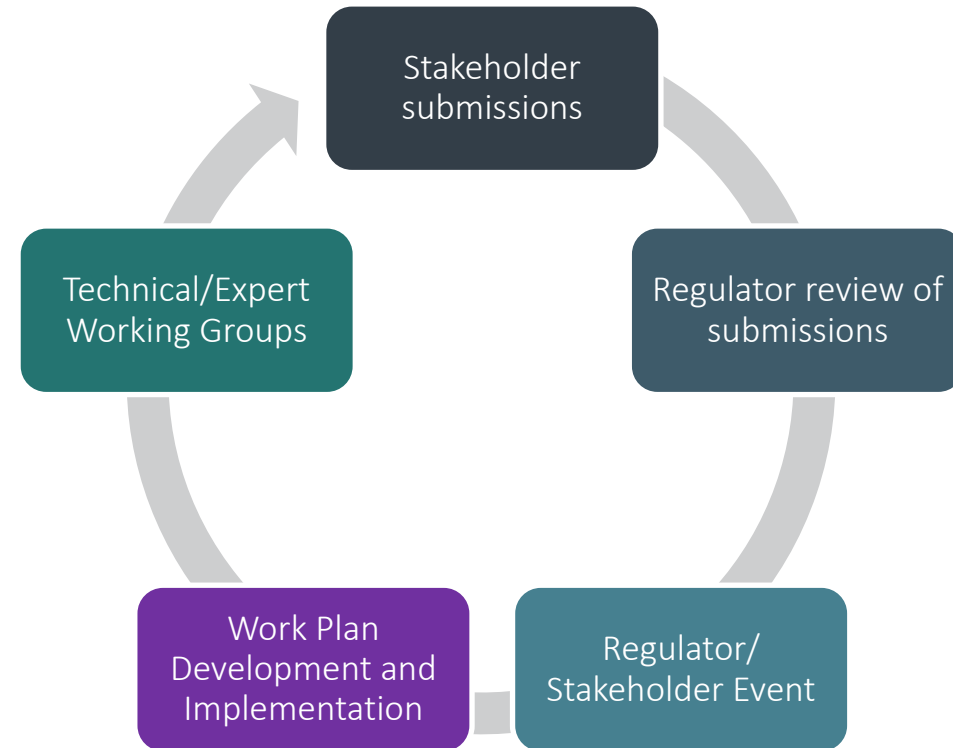 Stakeholder
submissions
Regulator review of
submissions
Regulator/
Stakeholder Event
Work Plan
Development and
Implementation
Technical/Expert
Working Groups